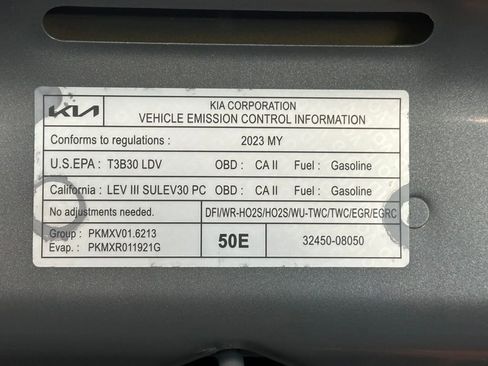 KIA
KIA CORPORATION
VEHICLE EMISSION CONTROL INFORMATION
Conforms to regulations : 2023 MY
U.S.EPA : T3B30 LDV OBD : CA II Fuel : Gasoline
California : LEV III SULEV30 PC OBD : CA II Fuel : Gasoline
No adjustments needed. DFI/WR-HO2S/HO2S/WU-TWC/TWC/EGR/EGRC
Group : PKMXV01.6213
Evap. : PKMXR011921G
50E
32450-08050